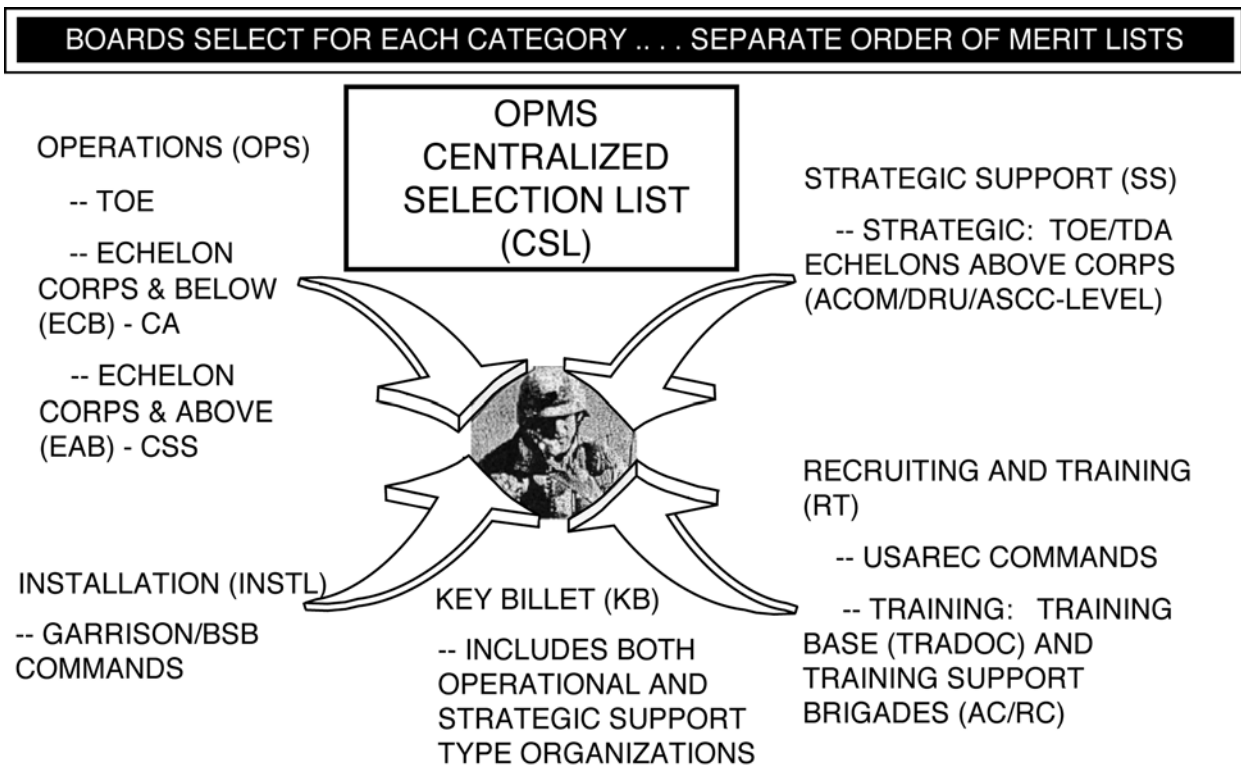 BOARDS SELECT FOR EACH CATEGORY .. . . SEPARATE ORDER OF MERIT LISTS
OPMS
CENTRALIZED
SELECTION LIST
(CSL)
OPERATIONS (OPS)
-- TOE
-- ECHELON
CORPS & BELOW
(ECB) - CA
-- ECHELON
CORPS & ABOVE
(EAB) - CSS
STRATEGIC SUPPORT (SS)
-- STRATEGIC: TOE/TDA
ECHELONS ABOVE CORPS
(ACOM/DRU/ASCC-LEVEL)
INSTALLATION (INSTL)
-- GARRISON/BSB
COMMANDS
KEY BILLET (KB)
-- INCLUDES BOTH
OPERATIONAL AND
STRATEGIC SUPPORT
TYPE ORGANIZATIONS
RECRUITING AND TRAINING
(RT)
-- USAREC COMMANDS
-- TRAINING: TRAINING
BASE (TRADOC) AND
TRAINING SUPPORT
BRIGADES (AC/RC)